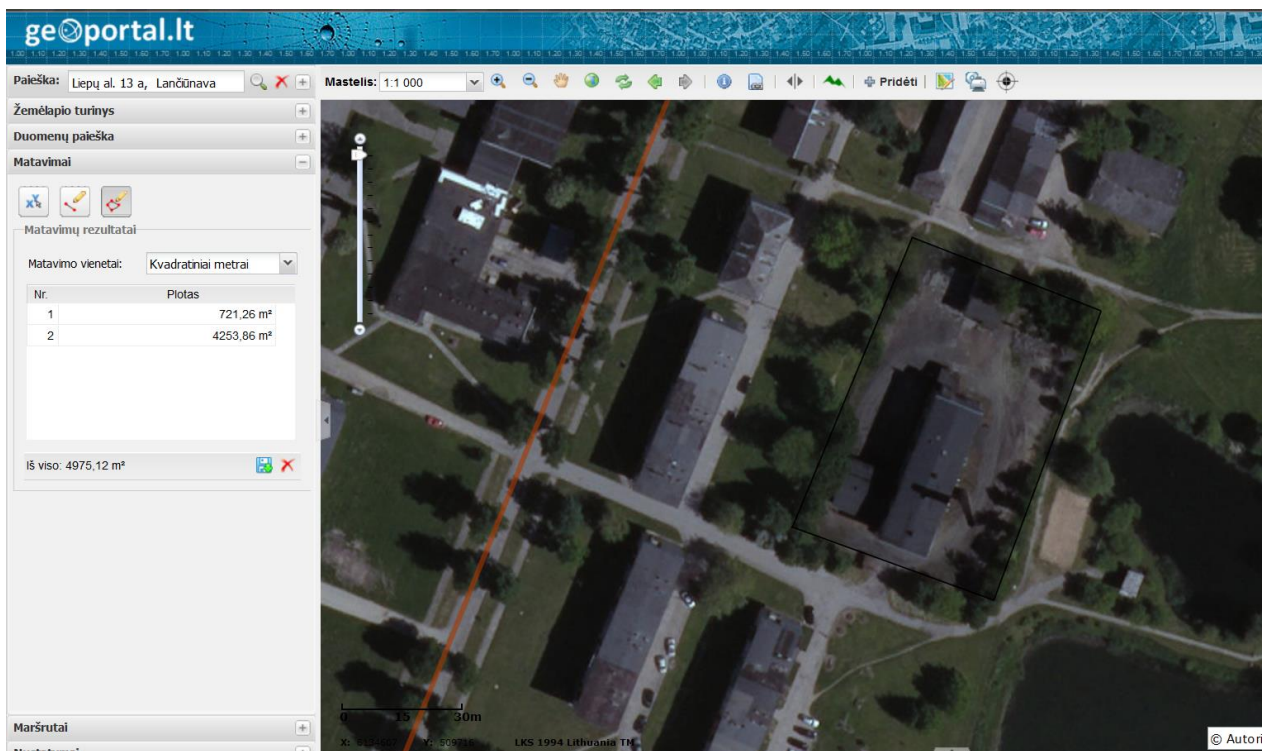 geoportal.lt
Paieška: Liepų al. 13 a, Lančiūnava
Mastelis: 1:1 000
Pridėti
Žemėlapio turinys
Duomenų paieška
Matavimai
Matavimų rezultatai
Matavimo vienetai: Kvadratiniai metrai
Nr. Plotas
1 721,26 m²
2 4253,86 m²
Iš viso: 4975,12 m²
Maršrutai
0 15 30m
LKS 1994 Lithuania TM
© Autori